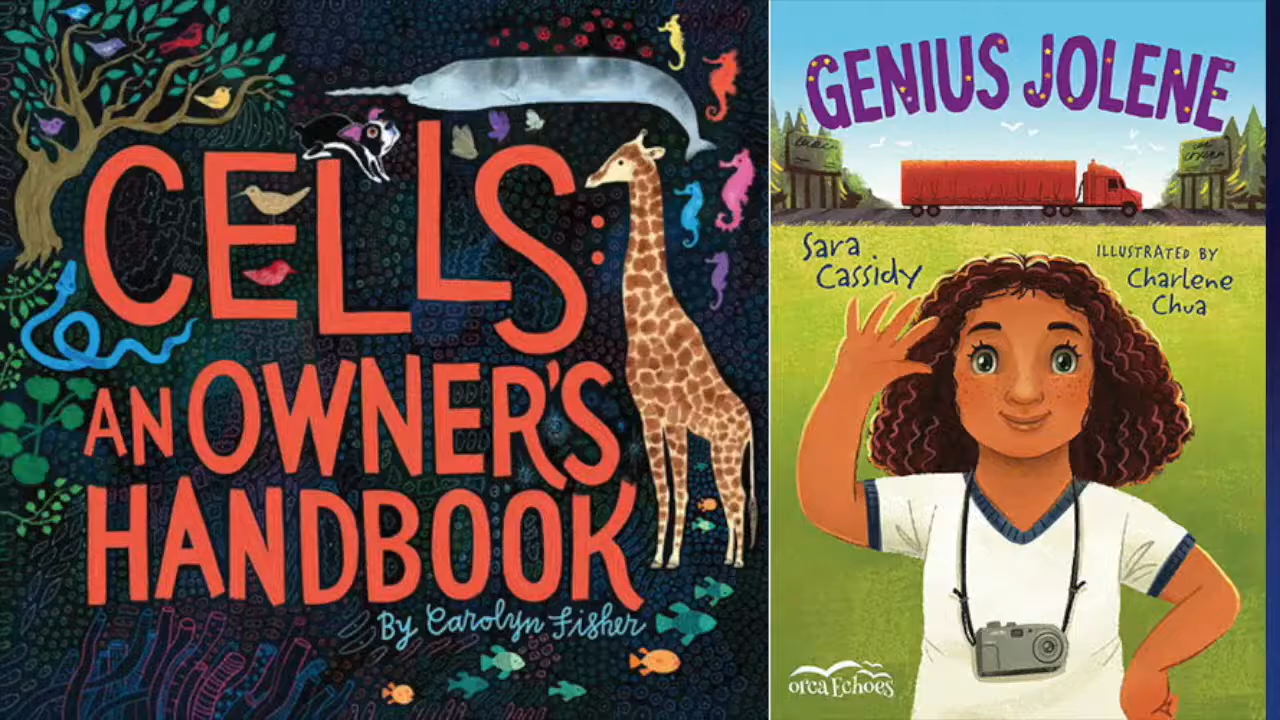 CELLS:
AN OWNER'S
HANDBOOK
By Carolyn Fisher
GENIUS JOLENE
Sara
Cassidy
ILLUSTRATED BY
Charlene
Chua
orca Echoes